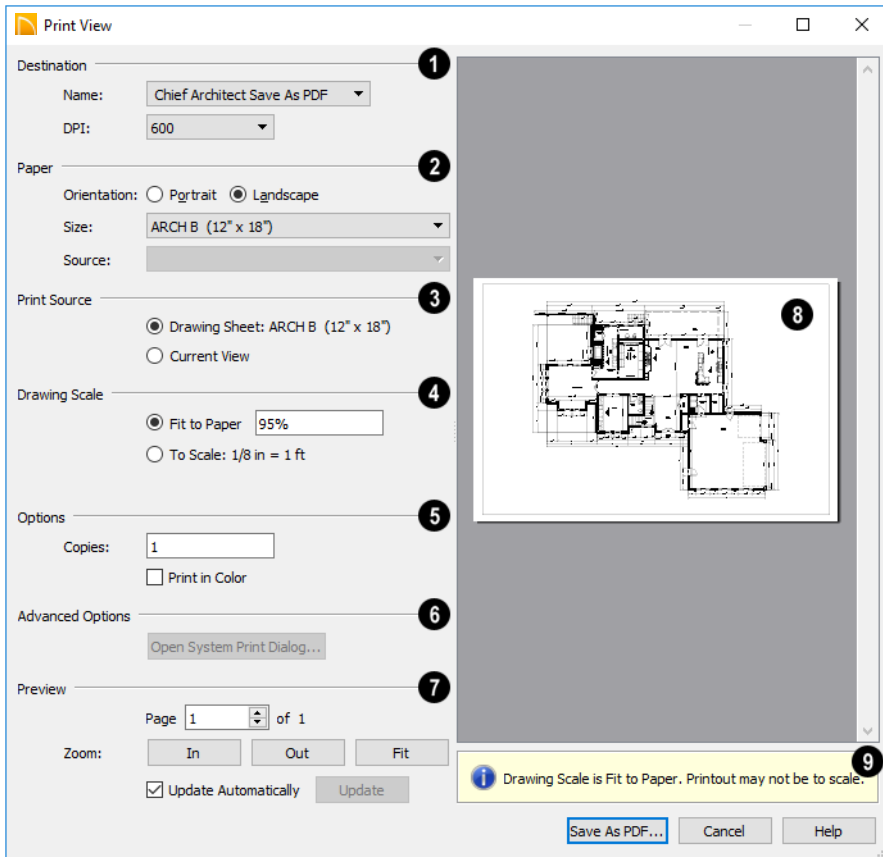 Print View
Destination 1
Name: Chief Architect Save As PDF
DPI: 600
Paper 2
Orientation: Portrait Landscape
Size: ARCH B (12" x 18")
Source:
Print Source 3
Drawing Sheet: ARCH B (12" x 18")
Current View
Drawing Scale 4
Fit to Paper 95%
To Scale: 1/8 in = 1 ft
Options 5
Copies: 1
Print in Color
Advanced Options 6
Open System Print Dialog...
Preview 7
Page 1 of 1
Zoom: In Out Fit
Update Automatically Update
8
9
Drawing Scale is Fit to Paper. Printout may not be to scale.
Save As PDF... Cancel Help